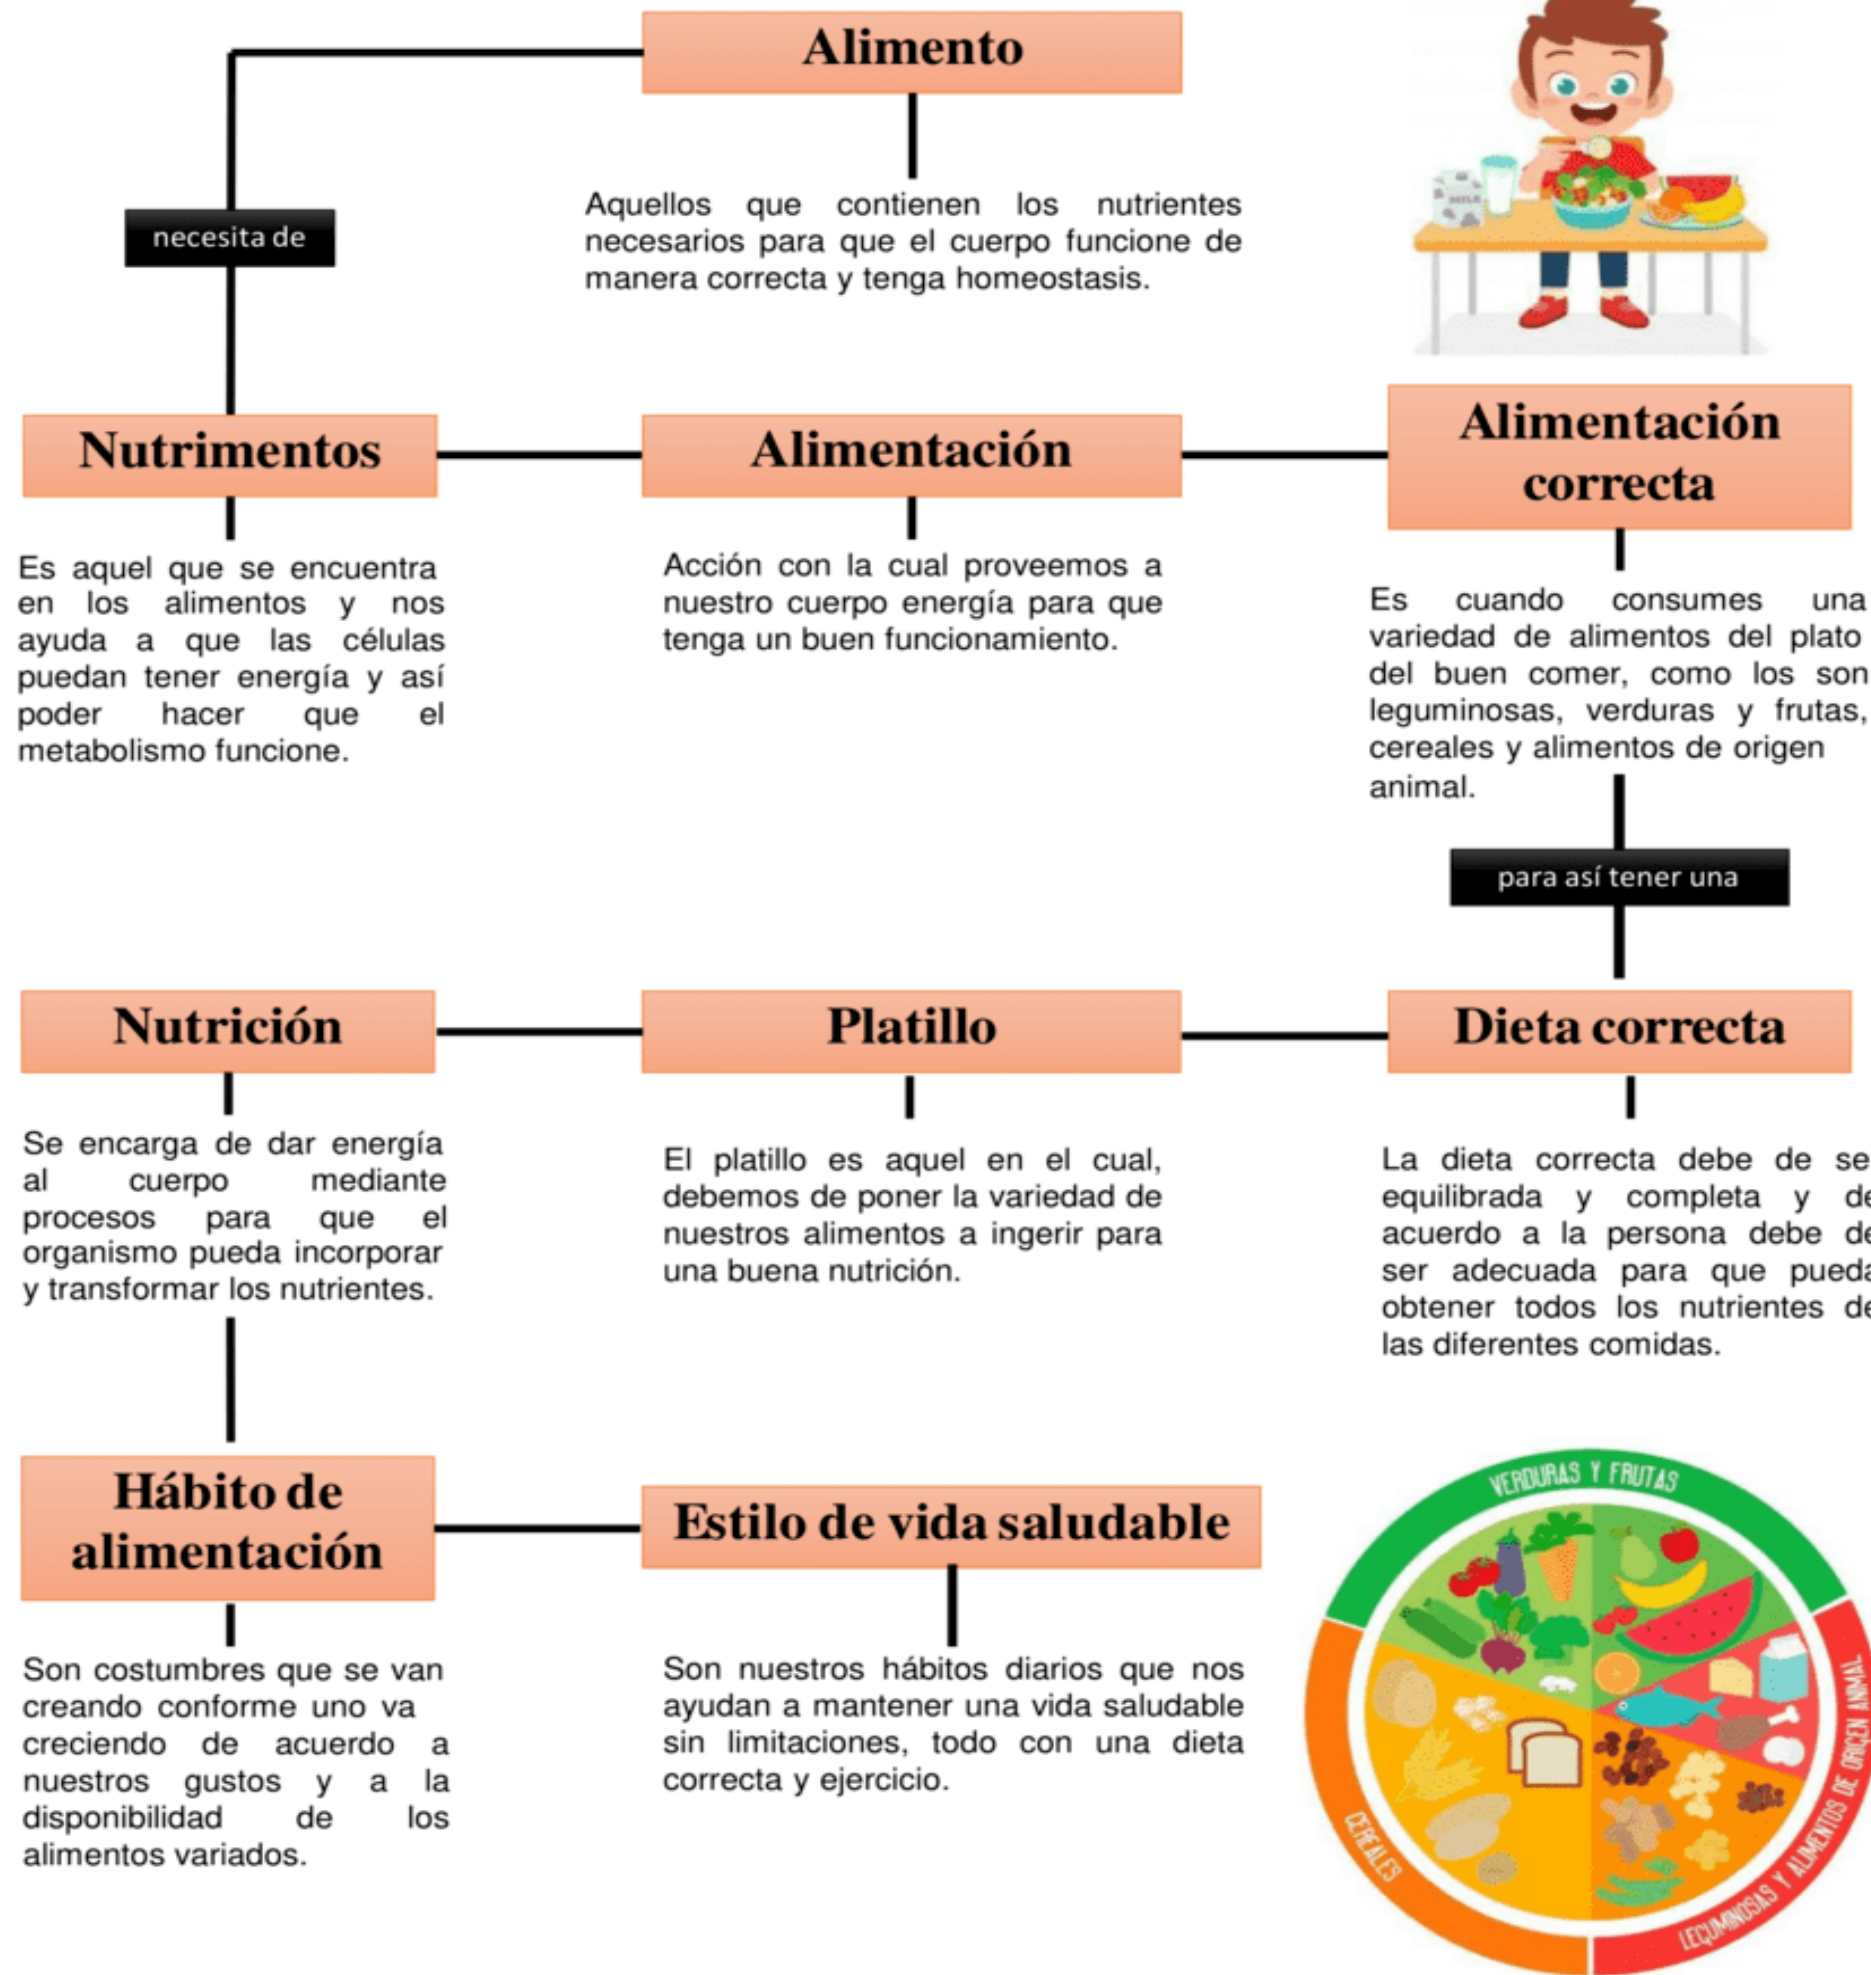 Alimento
necesita de
Aquellos que contienen los nutrientes
necesarios para que el cuerpo funcione de
manera correcta y tenga homeostasis.
MILK
Nutrimentos
Es aquel que se encuentra
en los alimentos y nos
ayuda a que las células
puedan tener energía y así
poder hacer que el
metabolismo funcione.
Alimentación
Acción con la cual proveemos a
nuestro cuerpo energía para que
tenga un buen funcionamiento.
Alimentación
correcta
Es cuando consumes una
variedad de alimentos del plato
del buen comer, como los son
leguminosas, verduras y frutas,
cereales y alimentos de origen
animal.
para así tener una
Nutrición
Se encarga de dar energía
al cuerpo mediante
procesos para que el
organismo pueda incorporar
y transformar los nutrientes.
Platillo
El platillo es aquel en el cual,
debemos de poner la variedad de
nuestros alimentos a ingerir para
una buena nutrición.
Dieta correcta
La dieta correcta debe de se
equilibrada y completa y de
acuerdo a la persona debe de
ser adecuada para que pueda
obtener todos los nutrientes de
las diferentes comidas.
Hábito de
alimentación
Son costumbres que se van
creando conforme uno va
creciendo de acuerdo a
nuestros gustos y a la
disponibilidad de los
alimentos variados.
Estilo de vida saludable
Son nuestros hábitos diarios que nos
ayudan a mantener una vida saludable
sin limitaciones, todo con una dieta
correcta y ejercicio.
VERDURAS Y FRUTAS
CEREALES
LEGUMINOSAS Y ALIMENTOS DE ORIGEN ANIMAL